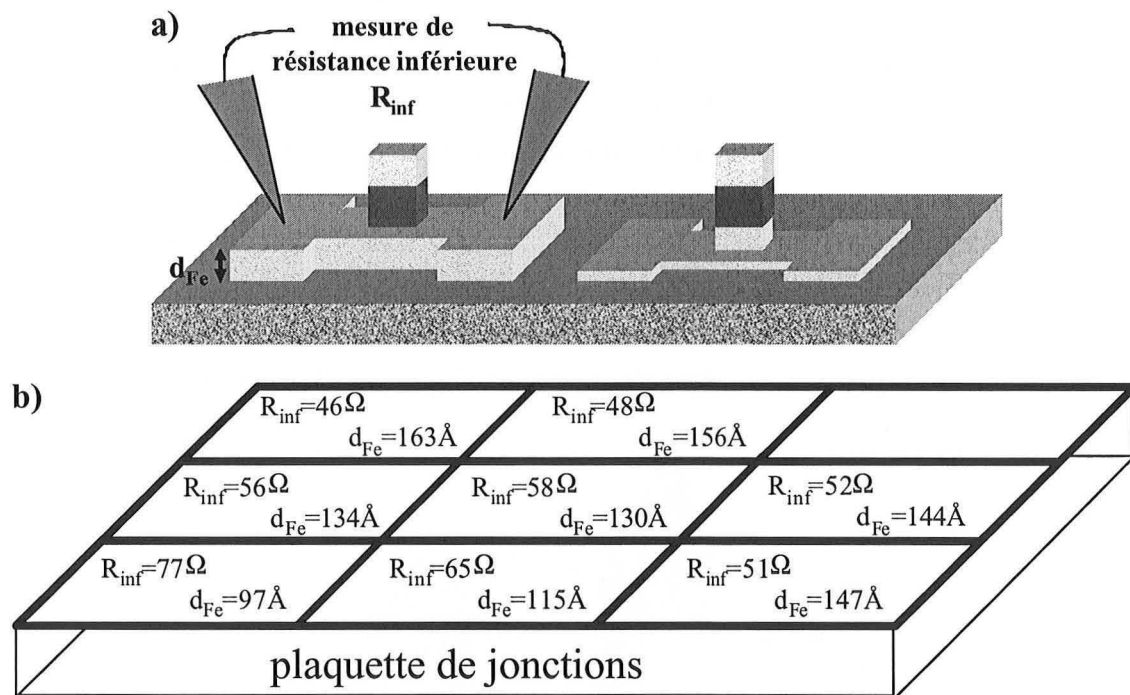 a)
mesure de
résistance inférieure
R_inf
d_Fe
b)
R_inf=46Ω
d_Fe=163Å
R_inf=48Ω
d_Fe=156Å
R_inf=56Ω
d_Fe=134Å
R_inf=58Ω
d_Fe=130Å
R_inf=52Ω
d_Fe=144Å
R_inf=77Ω
d_Fe=97Å
R_inf=65Ω
d_Fe=115Å
R_inf=51Ω
d_Fe=147Å
plaquette de jonctions